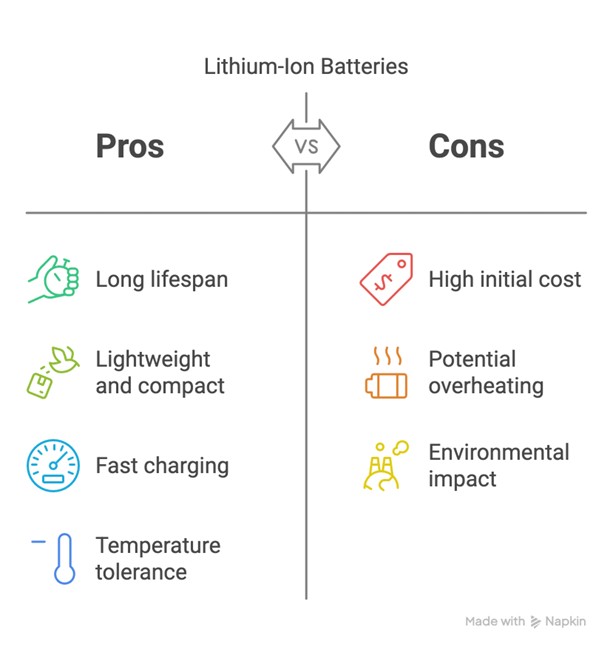 Lithium-Ion Batteries
Pros
VS
Cons
Long lifespan
Lightweight
and compact
Fast charging
Temperature
tolerance
$
High initial cost
Potential
overheating
Environmental
impact
Made with Napkin